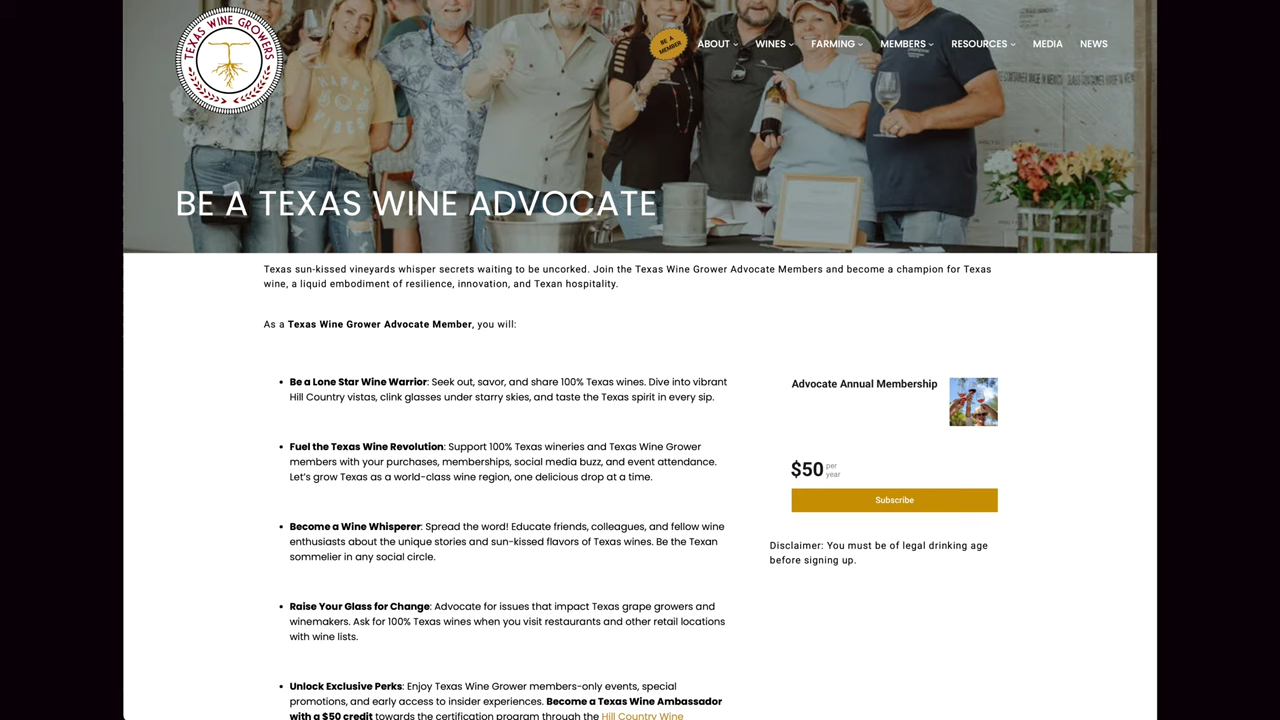 TEXAS WINE GROWERS
BE A
MEMBER
ABOUT
WINES
FARMING
MEMBERS
RESOURCES
MEDIA
NEWS
BE A TEXAS WINE ADVOCATE
Texas sun-kissed vineyards whisper secrets waiting to be uncorked. Join the Texas Wine Grower Advocate Members and become a champion for Texas
wine, a liquid embodiment of resilience, innovation, and Texan hospitality.
As a Texas Wine Grower Advocate Member, you will:
• Be a Lone Star Wine Warrior: Seek out, savor, and share 100% Texas wines. Dive into vibrant
Hill Country vistas, clink glasses under starry skies, and taste the Texas spirit in every sip.
• Fuel the Texas Wine Revolution: Support 100% Texas wineries and Texas Wine Grower
members with your purchases, memberships, social media buzz, and event attendance.
Let's grow Texas as a world-class wine region, one delicious drop at a time.
• Become a Wine Whisperer: Spread the word! Educate friends, colleagues, and fellow wine
enthusiasts about the unique stories and sun-kissed flavors of Texas wines. Be the Texan
sommelier in any social circle.
• Raise Your Glass for Change: Advocate for issues that impact Texas grape growers and
winemakers. Ask for 100% Texas wines when you visit restaurants and other retail locations
with wine lists.
• Unlock Exclusive Perks: Enjoy Texas Wine Grower members-only events, special
promotions, and early access to insider experiences. Become a Texas Wine Ambassador
with a $50 credit towards the certification program through the Hill Country Wine
Advocate Annual Membership
$50 per
year
Subscribe
Disclaimer: You must be of legal drinking age
before signing up.